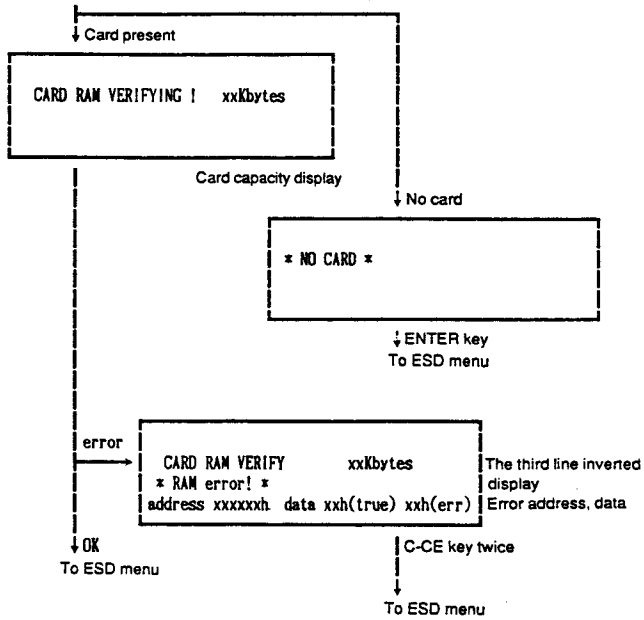 Card present
CARD RAM VERIFYING ! xxKbytes
Card capacity display
No card
* NO CARD *
ENTER key
To ESD menu
error
CARD RAM VERIFY xxKbytes
* RAM error! *
address xxxxxxh data xxh(true) xxh(err)
The third line inverted
display
Error address, data
OK
To ESD menu
C-CE key twice
To ESD menu